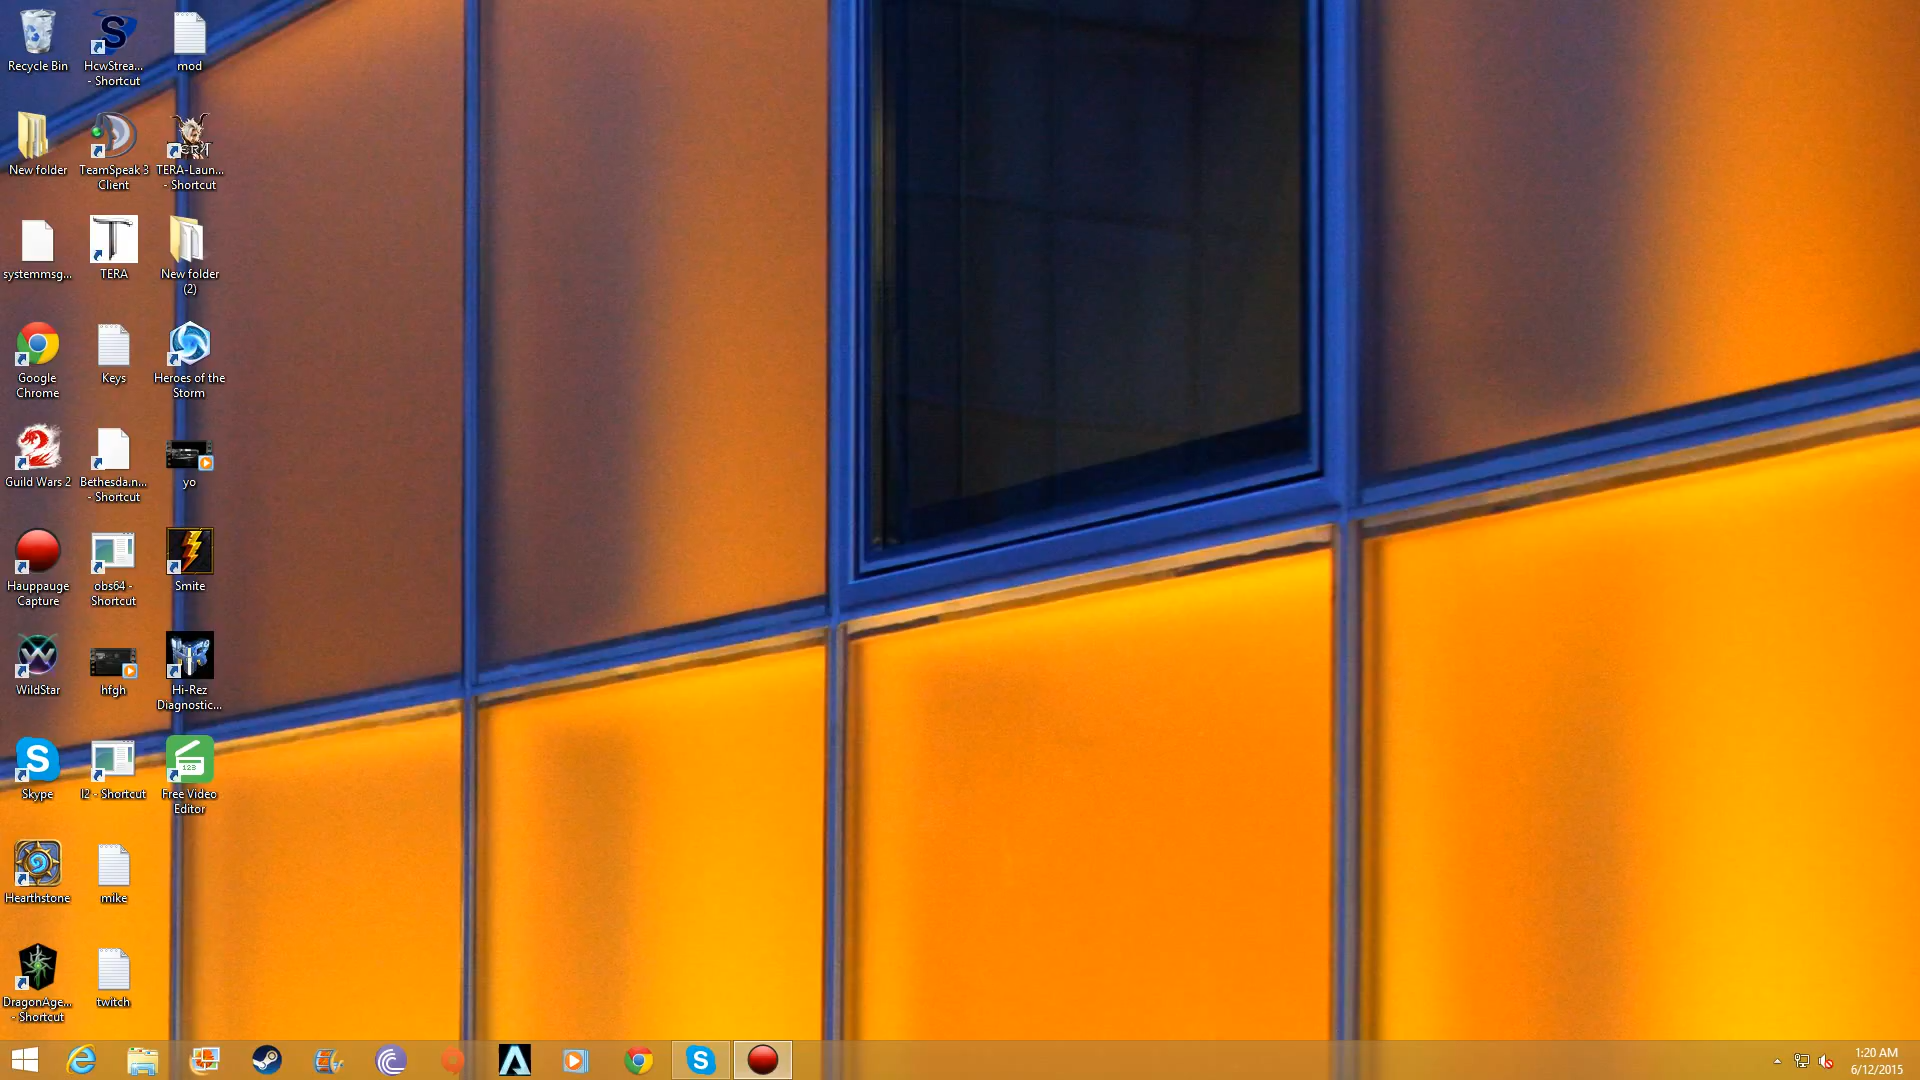 Recycle Bin
HcwStrea...
- Shortcut
mod
New folder
TeamSpeak 3
Client
TERA-Laun...
- Shortcut
systemmsg...
TERA
New folder
(2)
Google
Chrome
Keys
Heroes of the
Storm
Guild Wars 2
Bethesda.n...
- Shortcut
yo
Hauppauge
Capture
obs64 -
Shortcut
Smite
WildStar
hfgh
Hi-Rez
Diagnostic...
Skype
l2 - Shortcut
Free Video
Editor
Hearthstone
mike
DragonAge...
- Shortcut
twitch
1:20 AM
6/12/2015